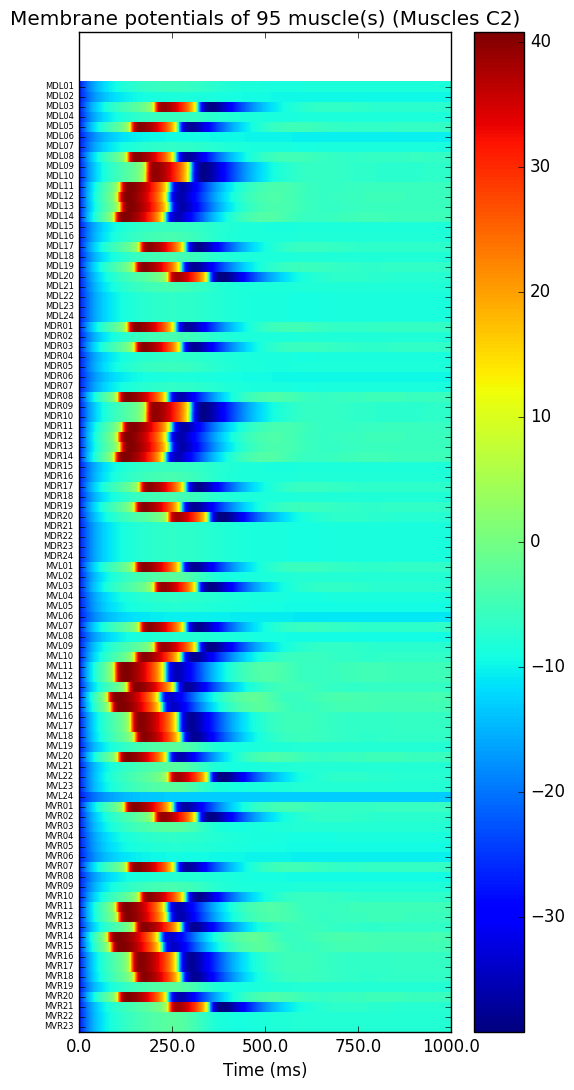 Membrane potentials of 95 muscle(s) (Muscles C2)
MDL01
MDL02
MDL03
MDL04
MDL05
MDL06
MDL07
MDL08
MDL09
MDL10
MDL11
MDL12
MDL13
MDL14
MDL15
MDL16
MDL17
MDL18
MDL19
MDL20
MDL21
MDL22
MDL23
MDL24
MDR01
MDR02
MDR03
MDR04
MDR05
MDR06
MDR07
MDR08
MDR09
MDR10
MDR11
MDR12
MDR13
MDR14
MDR15
MDR16
MDR17
MDR18
MDR19
MDR20
MDR21
MDR22
MDR23
MDR24
MVL01
MVL02
MVL03
MVL04
MVL05
MVL06
MVL07
MVL08
MVL09
MVL10
MVL11
MVL12
MVL13
MVL14
MVL15
MVL16
MVL17
MVL18
MVL19
MVL20
MVL21
MVL22
MVL23
MVL24
MVR01
MVR02
MVR03
MVR04
MVR05
MVR06
MVR07
MVR08
MVR09
MVR10
MVR11
MVR12
MVR13
MVR14
MVR15
MVR16
MVR17
MVR18
MVR19
MVR20
MVR21
MVR22
MVR23
0.0 250.0 500.0 750.0 1000.0
Time (ms)
40
30
20
10
0
−10
−20
−30